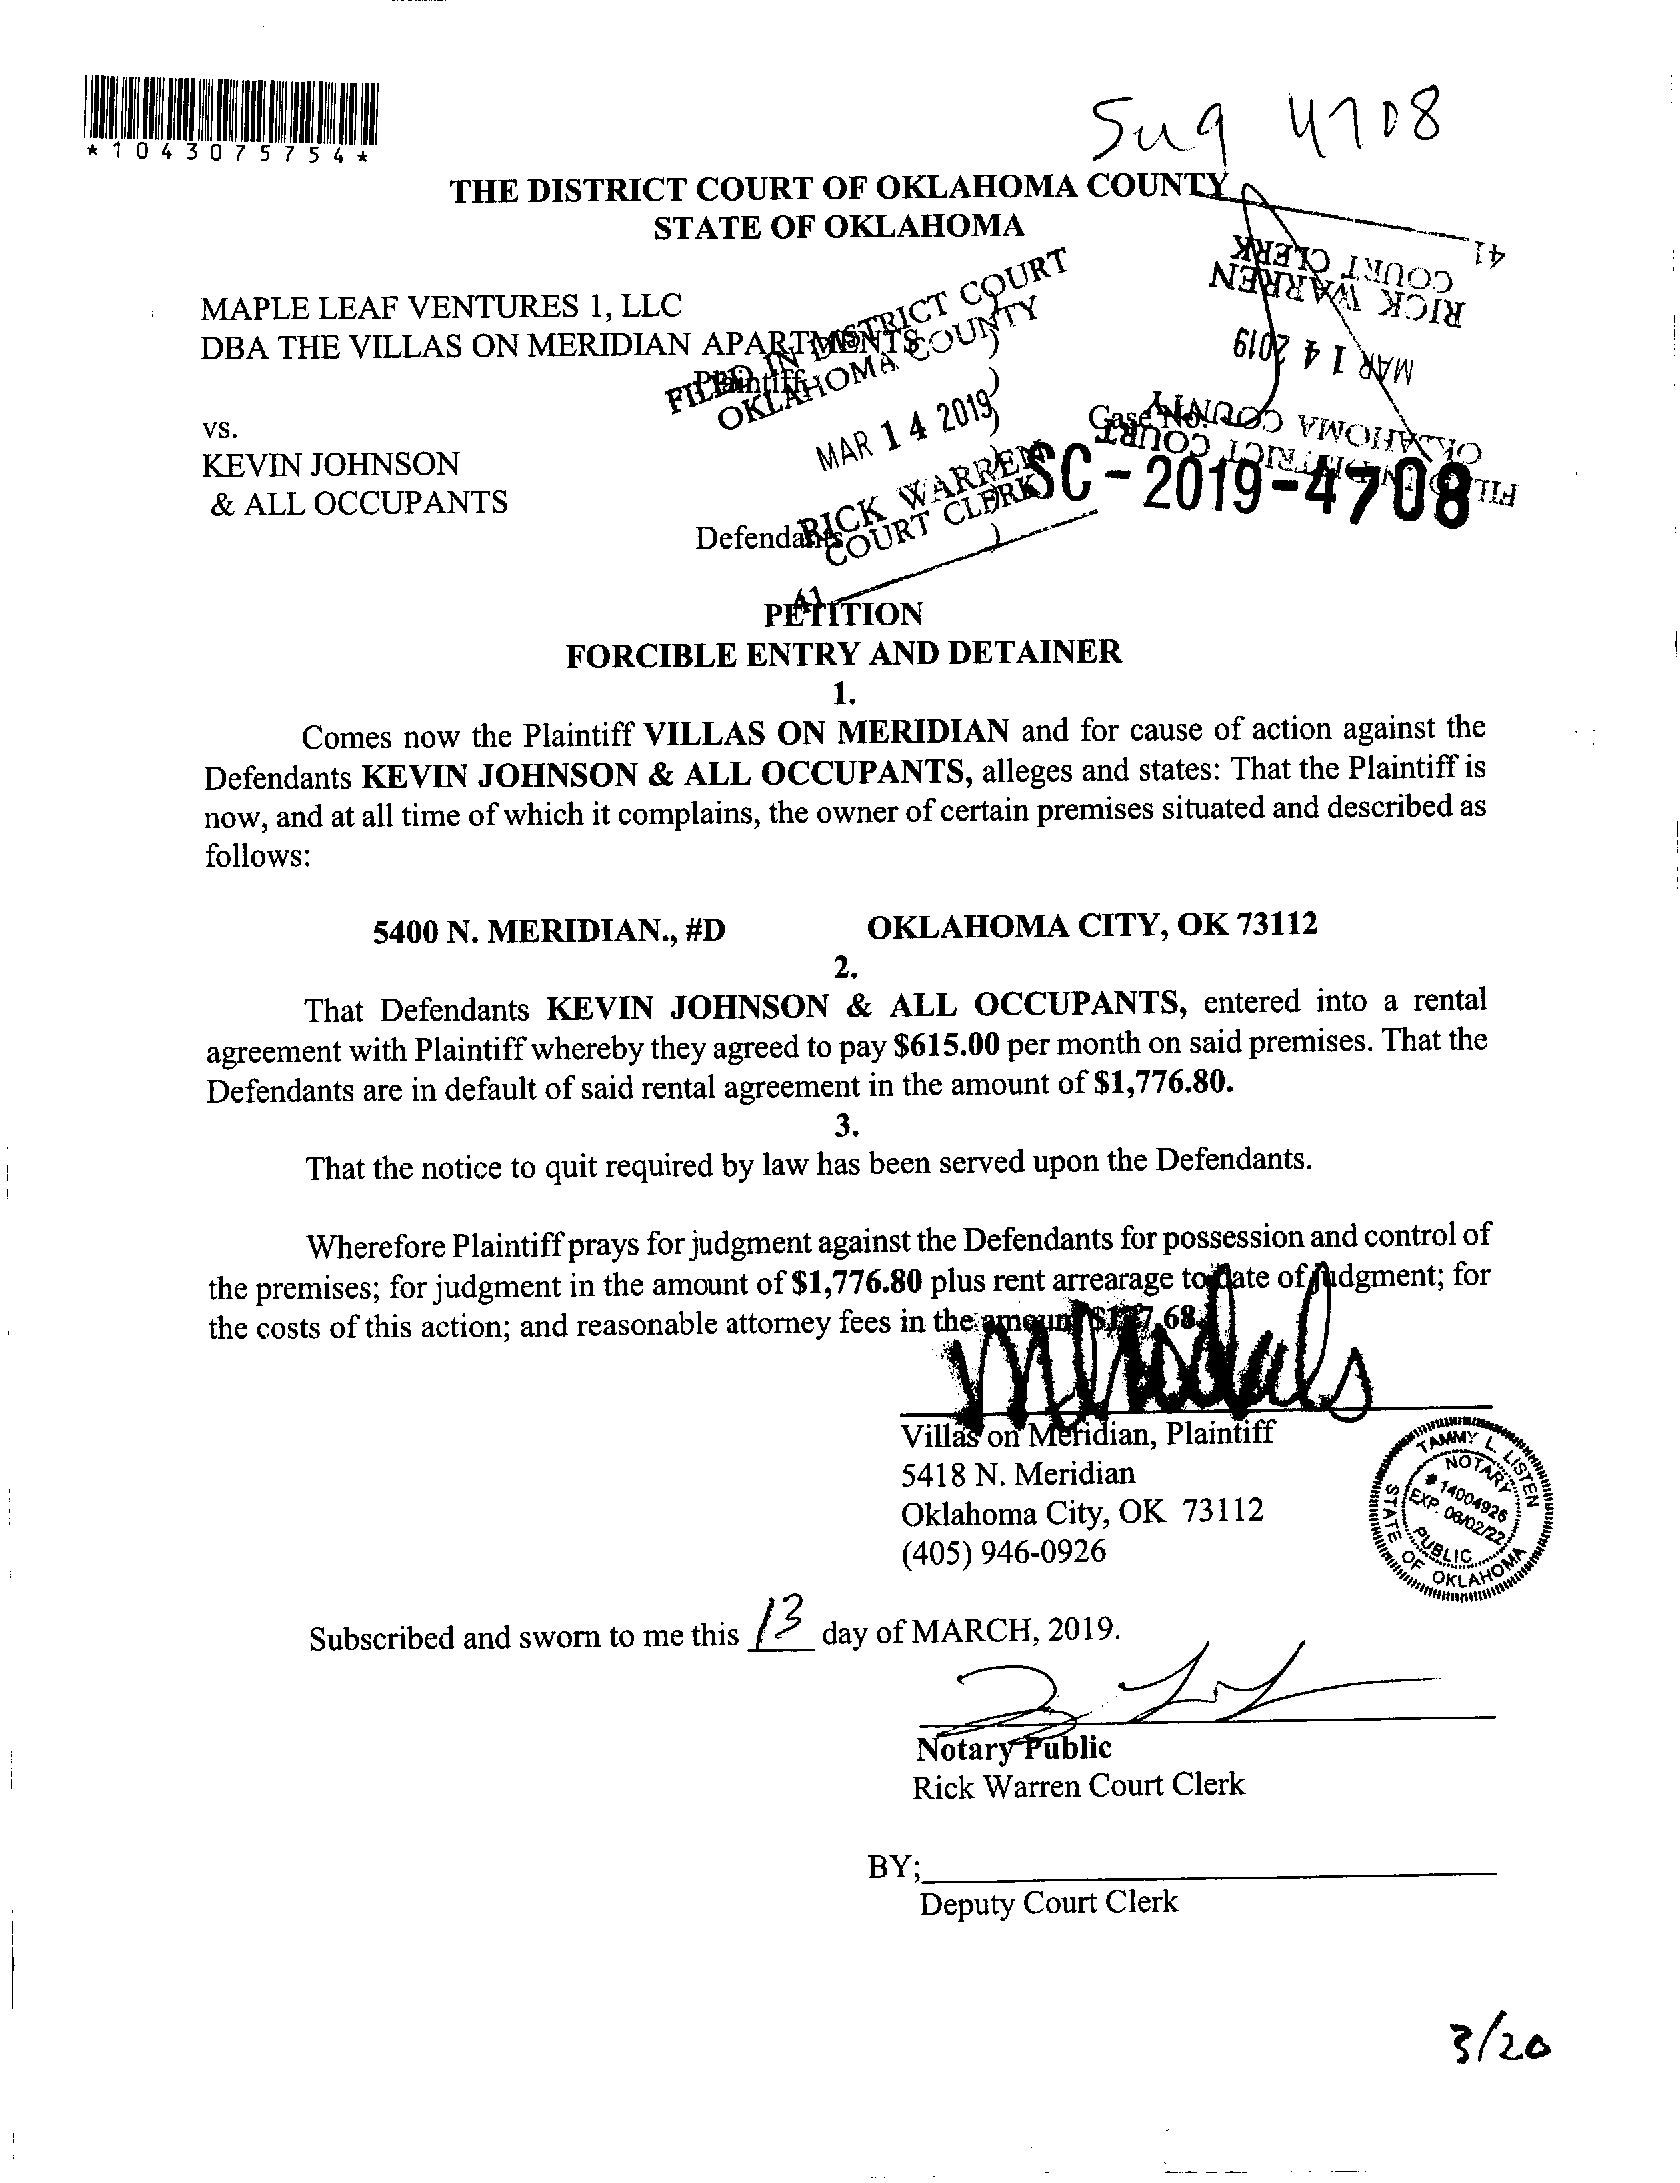 *1043075754*
4708
THE DISTRICT COURT OF OKLAHOMA COUNTY
STATE OF OKLAHOMA
MAPLE LEAF VENTURES 1, LLC
DBA THE VILLAS ON MERIDIAN APARTMENTS
Plaintiff,
vs.
KEVIN JOHNSON
& ALL OCCUPANTS
Defendants.
FILED IN DISTRICT COURT
OKLAHOMA COUNTY
MAR 14 2019
RICK WARREN
COURT CLERK
41
FILED IN DISTRICT COURT
OKLAHOMA COUNTY
MAR 14 2019
RICK WARREN
COURT CLERK
41
Case No.
SC-2019-4708
PETITION
FORCIBLE ENTRY AND DETAINER
1.
Comes now the Plaintiff VILLAS ON MERIDIAN and for cause of action against the
Defendants KEVIN JOHNSON & ALL OCCUPANTS, alleges and states: That the Plaintiff is
now, and at all time of which it complains, the owner of certain premises situated and described as
follows:
5400 N. MERIDIAN., #D OKLAHOMA CITY, OK 73112
2.
That Defendants KEVIN JOHNSON & ALL OCCUPANTS, entered into a rental
agreement with Plaintiff whereby they agreed to pay $615.00 per month on said premises. That the
Defendants are in default of said rental agreement in the amount of $1,776.80.
3.
That the notice to quit required by law has been served upon the Defendants.
Wherefore Plaintiff prays for judgment against the Defendants for possession and control of
the premises; for judgment in the amount of $1,776.80 plus rent arrearage to date of judgment; for
the costs of this action; and reasonable attorney fees in the amount $177.68.
Villas on Meridian, Plaintiff
5418 N. Meridian
Oklahoma City, OK 73112
(405) 946-0926
TAMMY L. LISTEN
NOTARY
# 14004926
EXP. 06/02/22
PUBLIC
STATE OF OKLAHOMA
Subscribed and sworn to me this 13 day of MARCH, 2019.
Notary Public
Rick Warren Court Clerk
BY;
Deputy Court Clerk
3/20